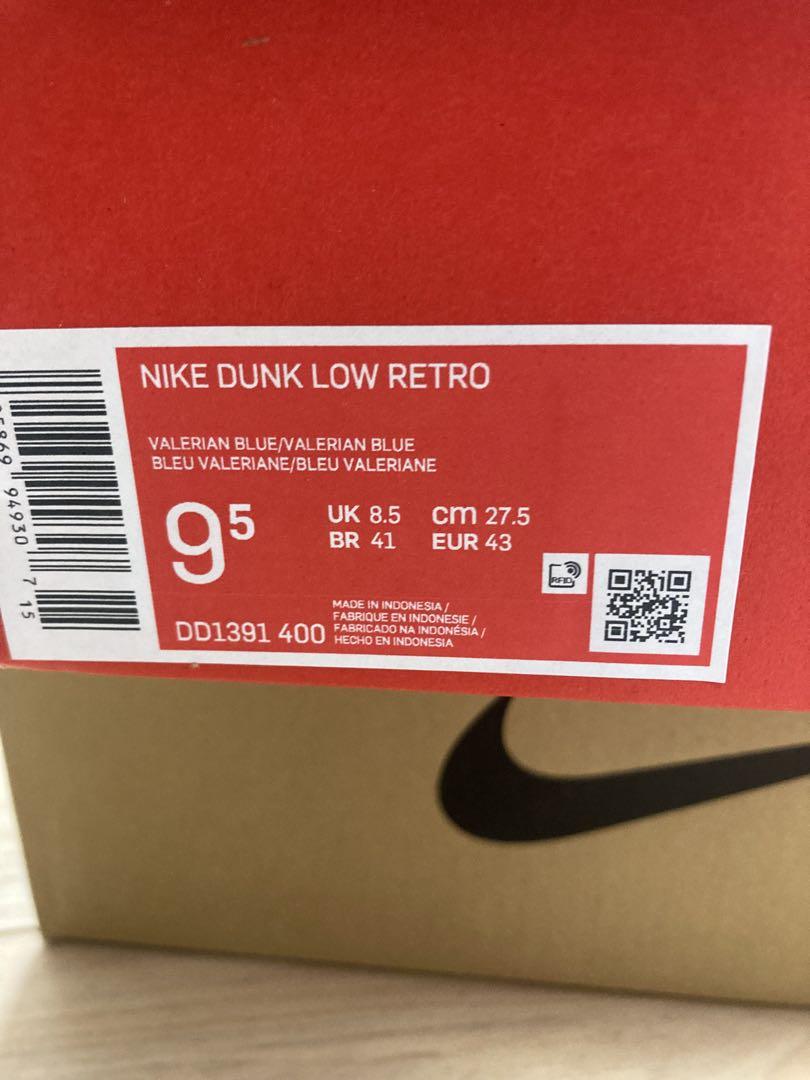 NIKE DUNK LOW RETRO
VALERIAN BLUE/VALERIAN BLUE
BLEU VALERIANE/BLEU VALERIANE
9⁵
UK 8.5 cm 27.5
BR 41 EUR 43
RFID
DD1391 400
MADE IN INDONESIA /
FABRIQUE EN INDONESIE /
FABRICADO NA INDONÉSIA /
HECHO EN INDONESIA
94930 7 15